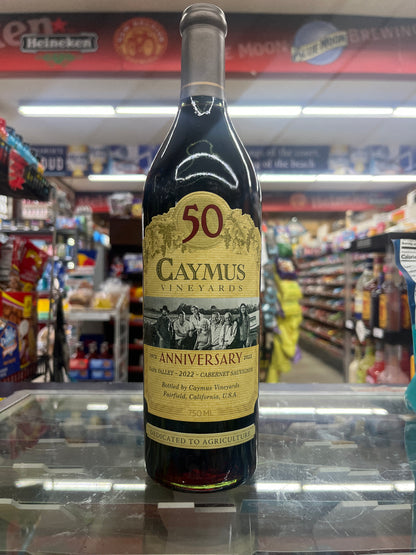 Heineken
BLUE MOON
BREWING
50
CAYMUS
VINEYARDS
1972 ANNIVERSARY 2022
NAPA VALLEY - 2022 - CABERNET SAUVIGNON
Bottled by Caymus Vineyards
Fairfield, California, U.S.A.
750 ML
DEDICATED TO AGRICULTURE